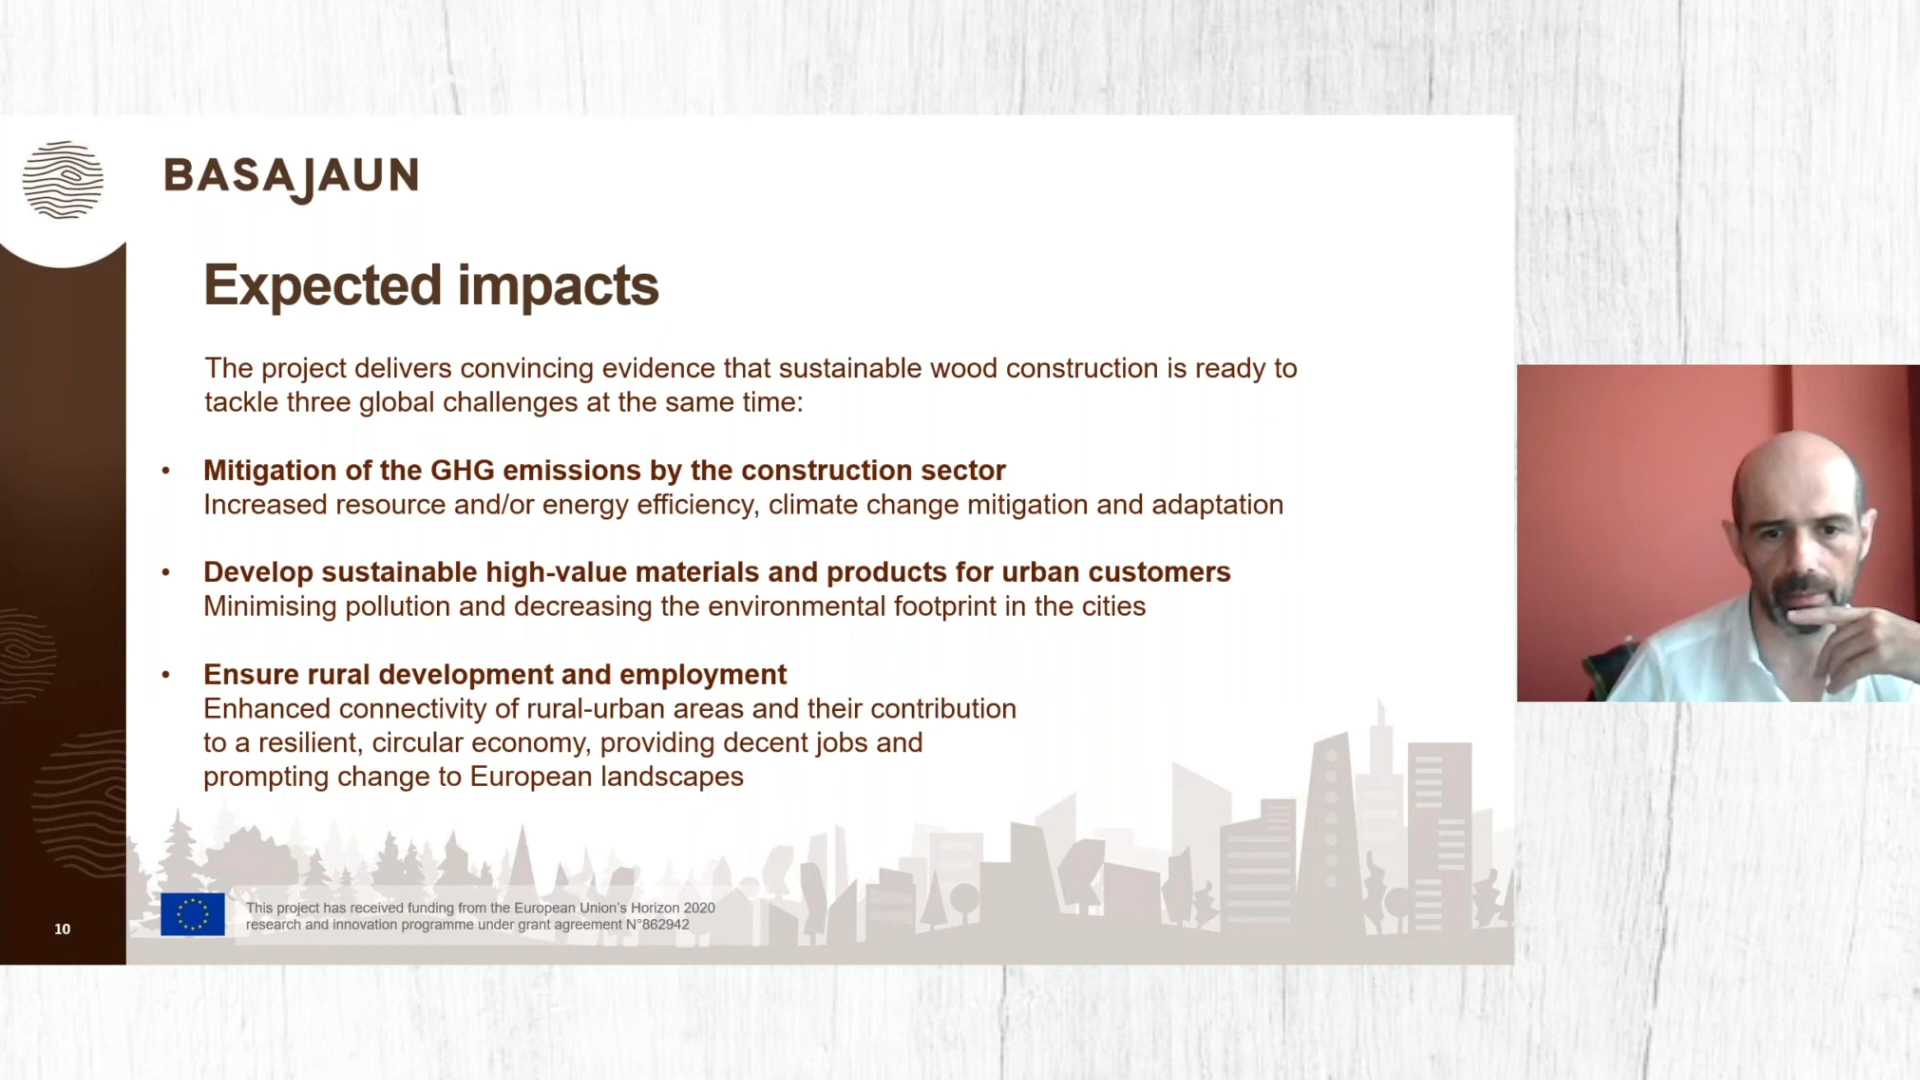 BASAJAUN
Expected impacts
The project delivers convincing evidence that sustainable wood construction is ready to
tackle three global challenges at the same time:
• Mitigation of the GHG emissions by the construction sector
Increased resource and/or energy efficiency, climate change mitigation and adaptation
• Develop sustainable high-value materials and products for urban customers
Minimising pollution and decreasing the environmental footprint in the cities
• Ensure rural development and employment
Enhanced connectivity of rural-urban areas and their contribution
to a resilient, circular economy, providing decent jobs and
prompting change to European landscapes
This project has received funding from the European Union's Horizon 2020
research and innovation programme under grant agreement N°862942
10